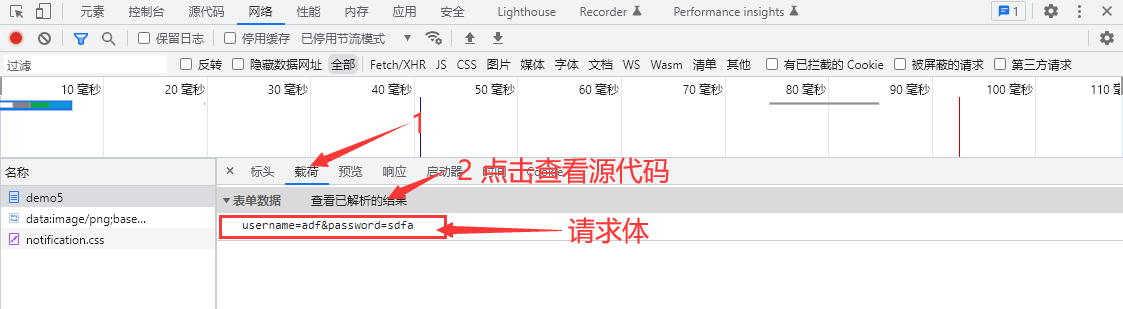 元素 控制台 源代码 网络 性能 内存 应用 安全 Lighthouse Recorder Performance insights 1
保留日志 停用缓存 已停用节流模式
过滤 反转 隐藏数据网址 全部 Fetch/XHR JS CSS 图片 媒体 字体 文档 WS Wasm 清单 其他 有已拦截的 Cookie 被屏蔽的请求 第三方请求
10 毫秒 20 毫秒 30 毫秒 40 毫秒 50 毫秒 60 毫秒 70 毫秒 80 毫秒 90 毫秒 100 毫秒 110 毫
1
名称 标头 载荷 预览 响应 启动器 时间 Cookie
2 点击查看源代码
demo5 表单数据 查看已解析的结果
data:image/png;base... username=adf&password=sdfa 请求体
notification.css